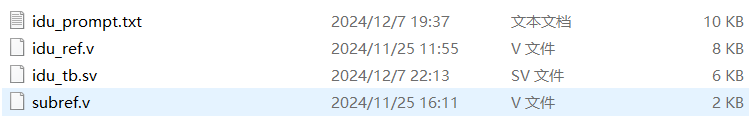 idu_prompt.txt 2024/12/7 19:37 文本文档 10 KB
idu_ref.v 2024/11/25 11:55 V 文件 8 KB
idu_tb.sv 2024/12/7 22:13 SV 文件 6 KB
subref.v 2024/11/25 16:11 V 文件 2 KB